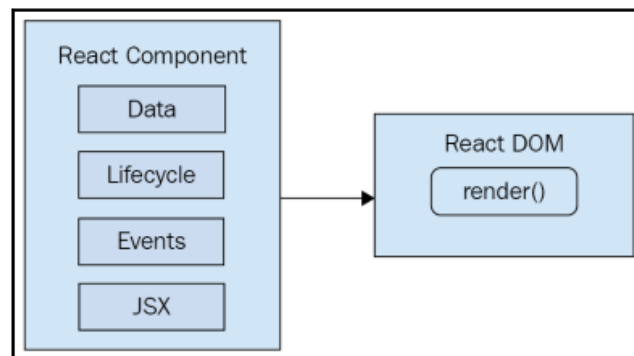 React Component
Data
Lifecycle
Events
JSX
React DOM
render()